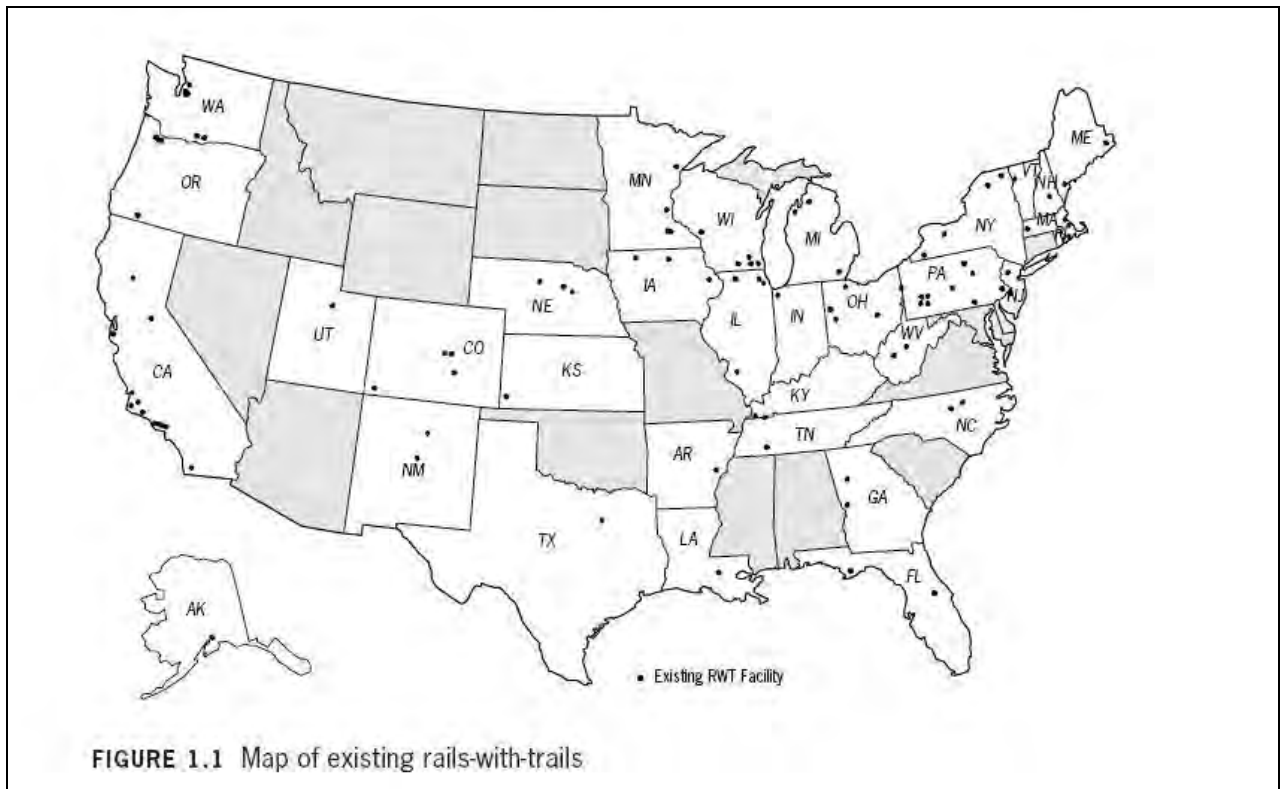 WA
ME
VT
NH
MN
OR
WI
NY
MA
MI
PA
IA
NE
OH
NJ
IL
IN
UT
CO
WV
CA
KS
KY
NC
TN
AR
NM
GA
TX
LA
FL
AK
Existing RWT Facility
FIGURE 1.1 Map of existing rails-with-trails